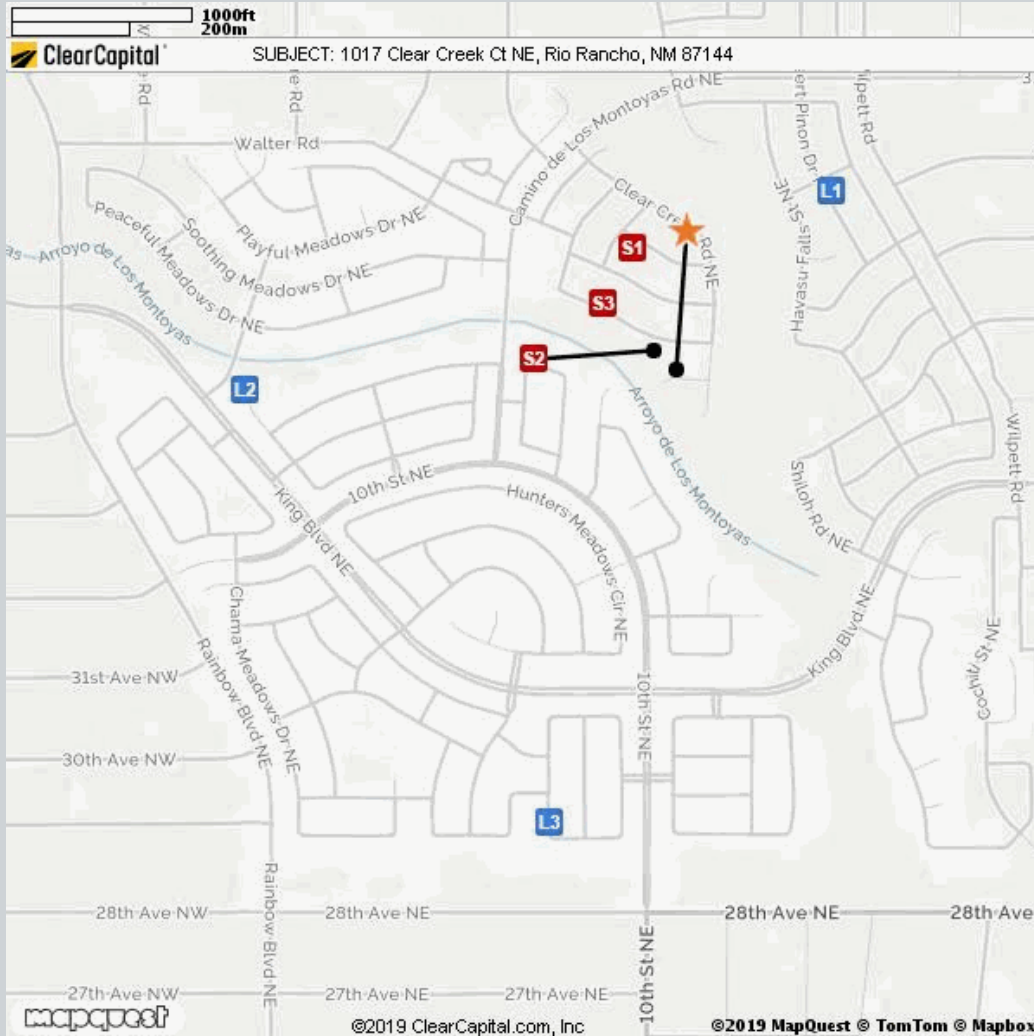 1000ft
200m
ClearCapital
SUBJECT: 1017 Clear Creek Ct NE, Rio Rancho, NM 87144
Walter Rd
Camino de Los Montoyas Rd NE
Wilpett Rd
L1
Clear Creek Rd NE
S1
S3
S2
Havasu Falls St NE
Peaceful Meadows Dr NE
Soothing Meadows Dr NE
Playful Meadows Dr NE
Arroyo de Los Montoyas
L2
Arroyo de Los Montoyas
Wilpett Rd
10th St NE
Hunters Meadows Cir NE
King Blvd NE
Shiloh Rd NE
King Blvd NE
Chama Meadows Dr NE
Rainbow Blvd NE
31st Ave NW
10th St NE
Cochiti St NE
30th Ave NW
L3
Rainbow Blvd NE
28th Ave NW
28th Ave NE
28th Ave NE
28th Ave
10th St NE
27th Ave NW
27th Ave NE
27th Ave NE
mapquest
©2019 ClearCapital.com, Inc
©2019 MapQuest © TomTom © Mapbox